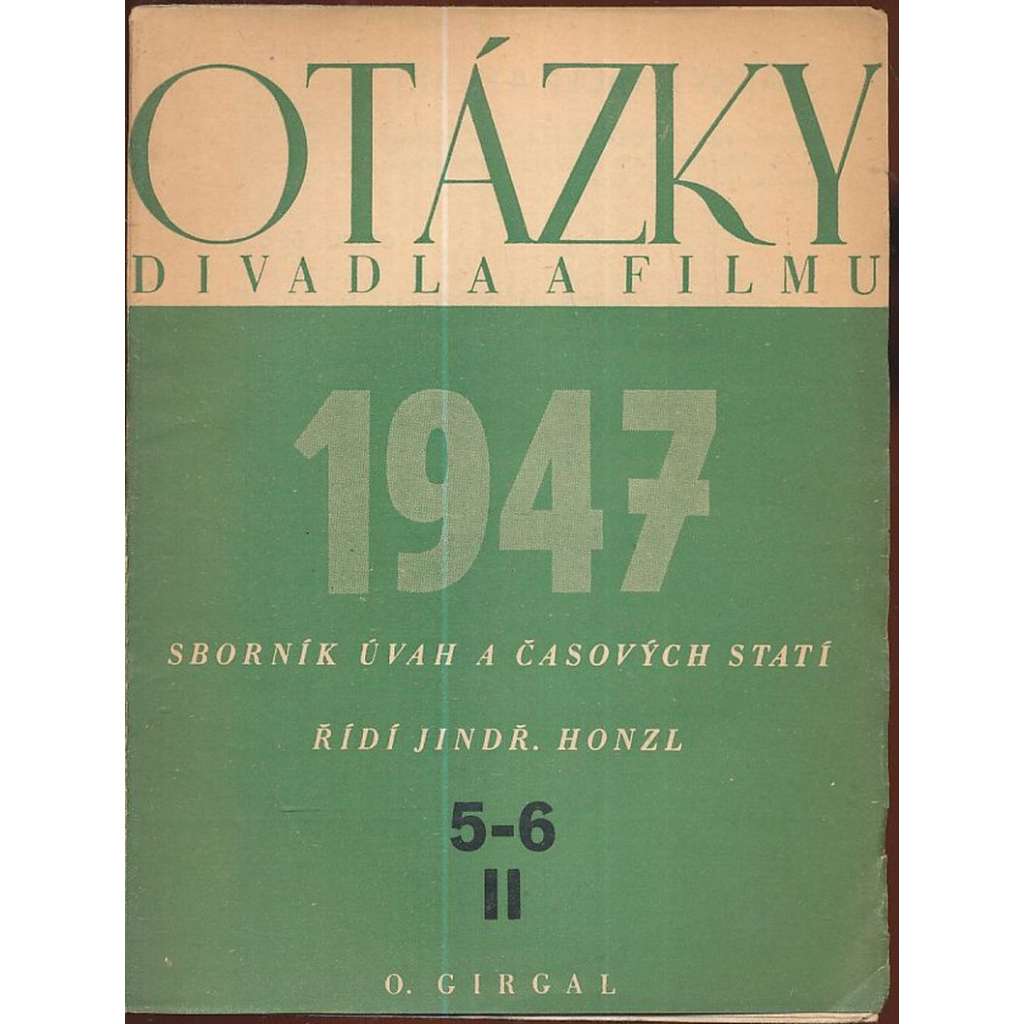 OTÁZKY
DIVADLA A FILMU
1947
SBORNÍK ÚVAH A ČASOVÝCH STATÍ
ŘÍDÍ JINDŘ. HONZL
5-6
II
O. GIRGAL